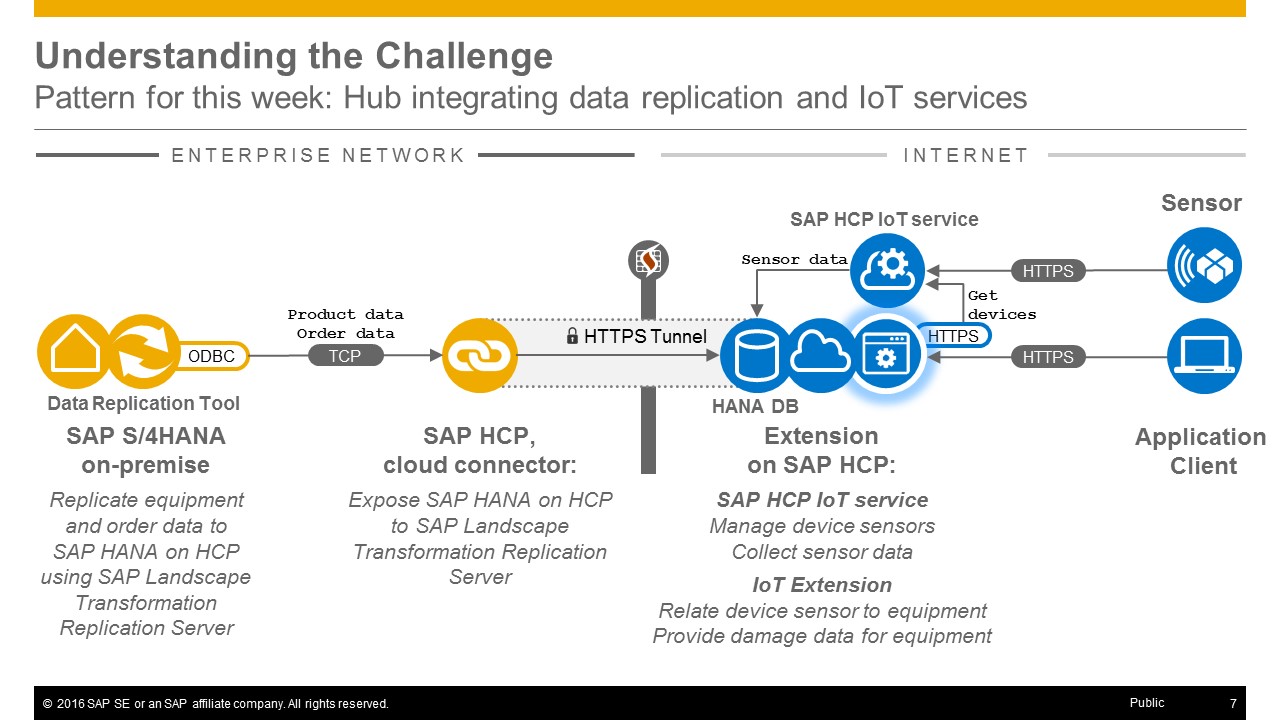 Understanding the Challenge
Pattern for this week: Hub integrating data replication and IoT services
ENTERPRISE NETWORK
INTERNET
Sensor
SAP HCP IoT service
Sensor data
HTTPS
Get
devices
Product data
Order data
ODBC
TCP
HTTPS Tunnel
HTTPS
HTTPS
Data Replication Tool
HANA DB
SAP S/4HANA
on-premise
Replicate equipment
and order data to
SAP HANA on HCP
using SAP Landscape
Transformation
Replication Server
SAP HCP,
cloud connector:
Expose SAP HANA on HCP
to SAP Landscape
Transformation Replication
Server
Extension
on SAP HCP:
SAP HCP IoT service
Manage device sensors
Collect sensor data
IoT Extension
Relate device sensor to equipment
Provide damage data for equipment
Application
Client
© 2016 SAP SE or an SAP affiliate company. All rights reserved.
Public
7